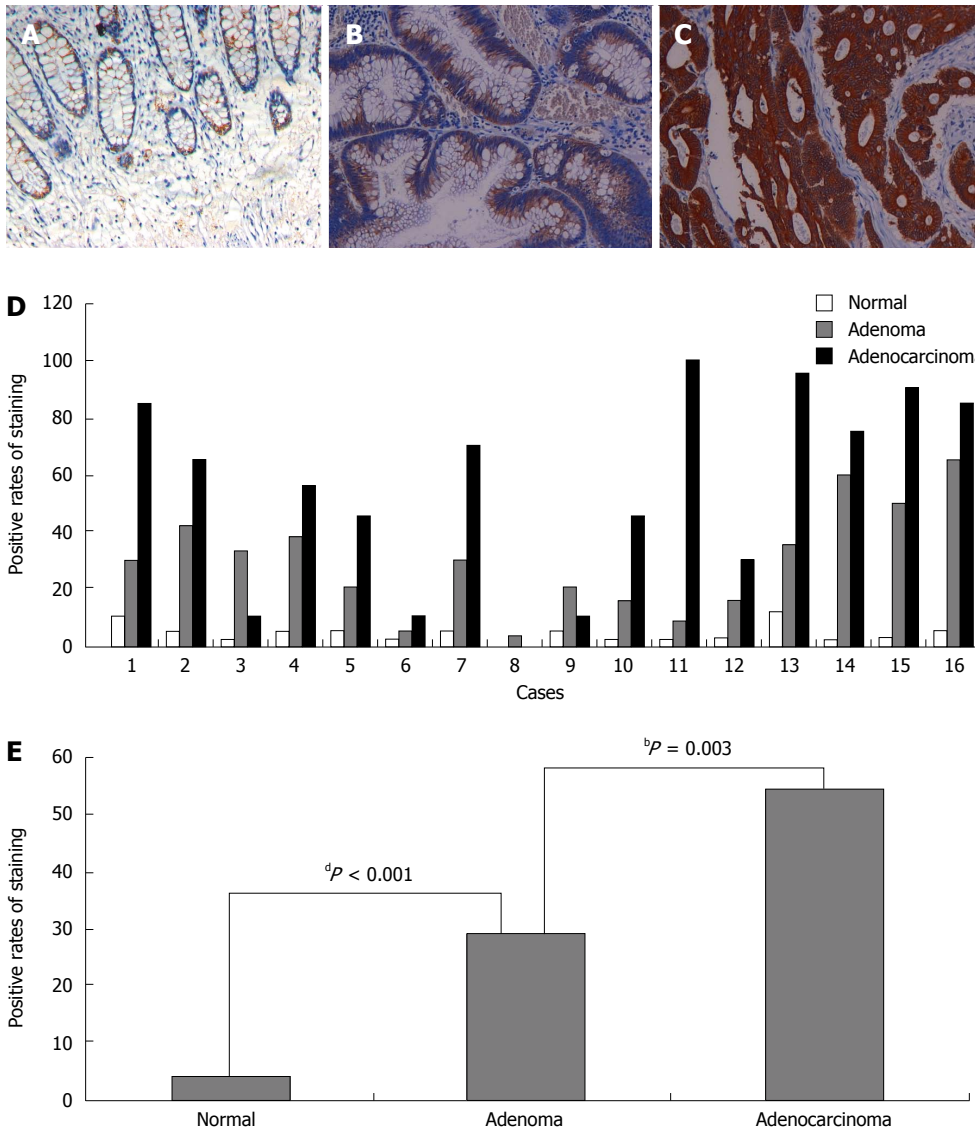 A B C
D
Positive rates of staining
120
100
80
60
40
20
0
Normal
Adenoma
Adenocarcinoma
1 2 3 4 5 6 7 8 9 10 11 12 13 14 15 16
Cases
E
Positive rates of staining
60
50
40
30
20
10
0
dP < 0.001
bP = 0.003
Normal Adenoma Adenocarcinoma